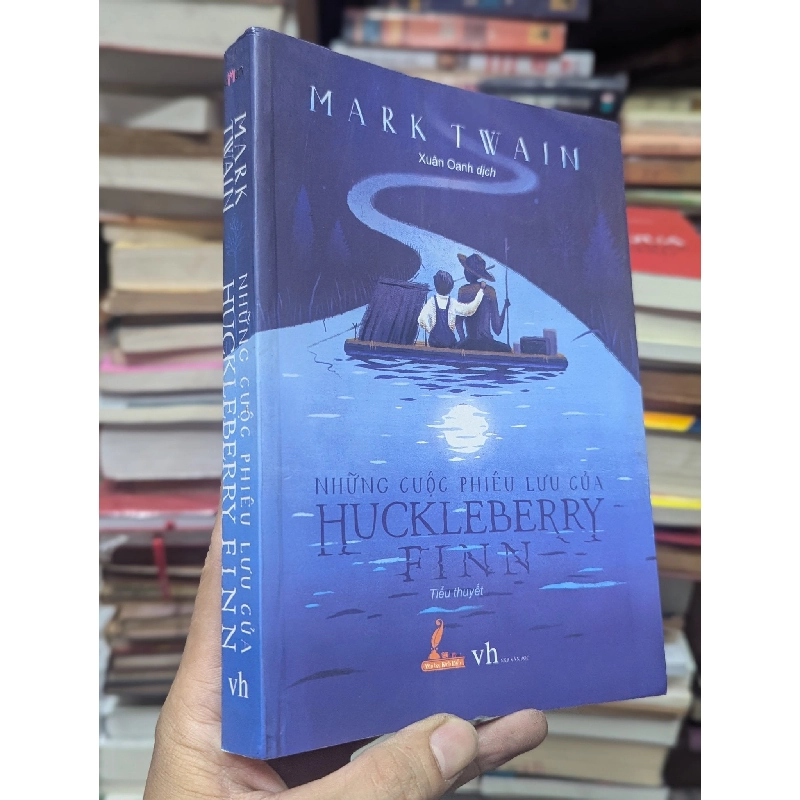 MARK TWAIN
Xuân Oanh dịch
NHỮNG CUỘC PHIÊU LƯU CỦA
HUCKLEBERRY
FINN
Tiểu thuyết
vh
MARK
TWAIN
NHỮNG CUỘC PHIÊU LƯU CỦA
HUCKLEBERRY FINN
vh